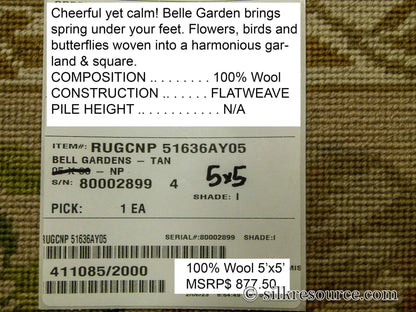 Cheerful yet calm! Belle Garden brings
spring under your feet. Flowers, birds and
butterflies woven into a harmonious gar-
land & square.
COMPOSITION .. . . . . . . . 100% Wool
CONSTRUCTION .. . . . . . FLATWEAVE
PILE HEIGHT .. . . . . . . . . . . N/A
ITEM#: RUGCNP 51636AY05
BELL GARDENS - TAN
- NP 5x5
S/N: 80002899 4 SHADE: I
PICK: 1 EA
RUGCNP 51636AY05 SERIAL#:80002899 SHADE:I
411085/2000
100% Wool 5'x5'
MSRP$ 877.50
© silkresource.com